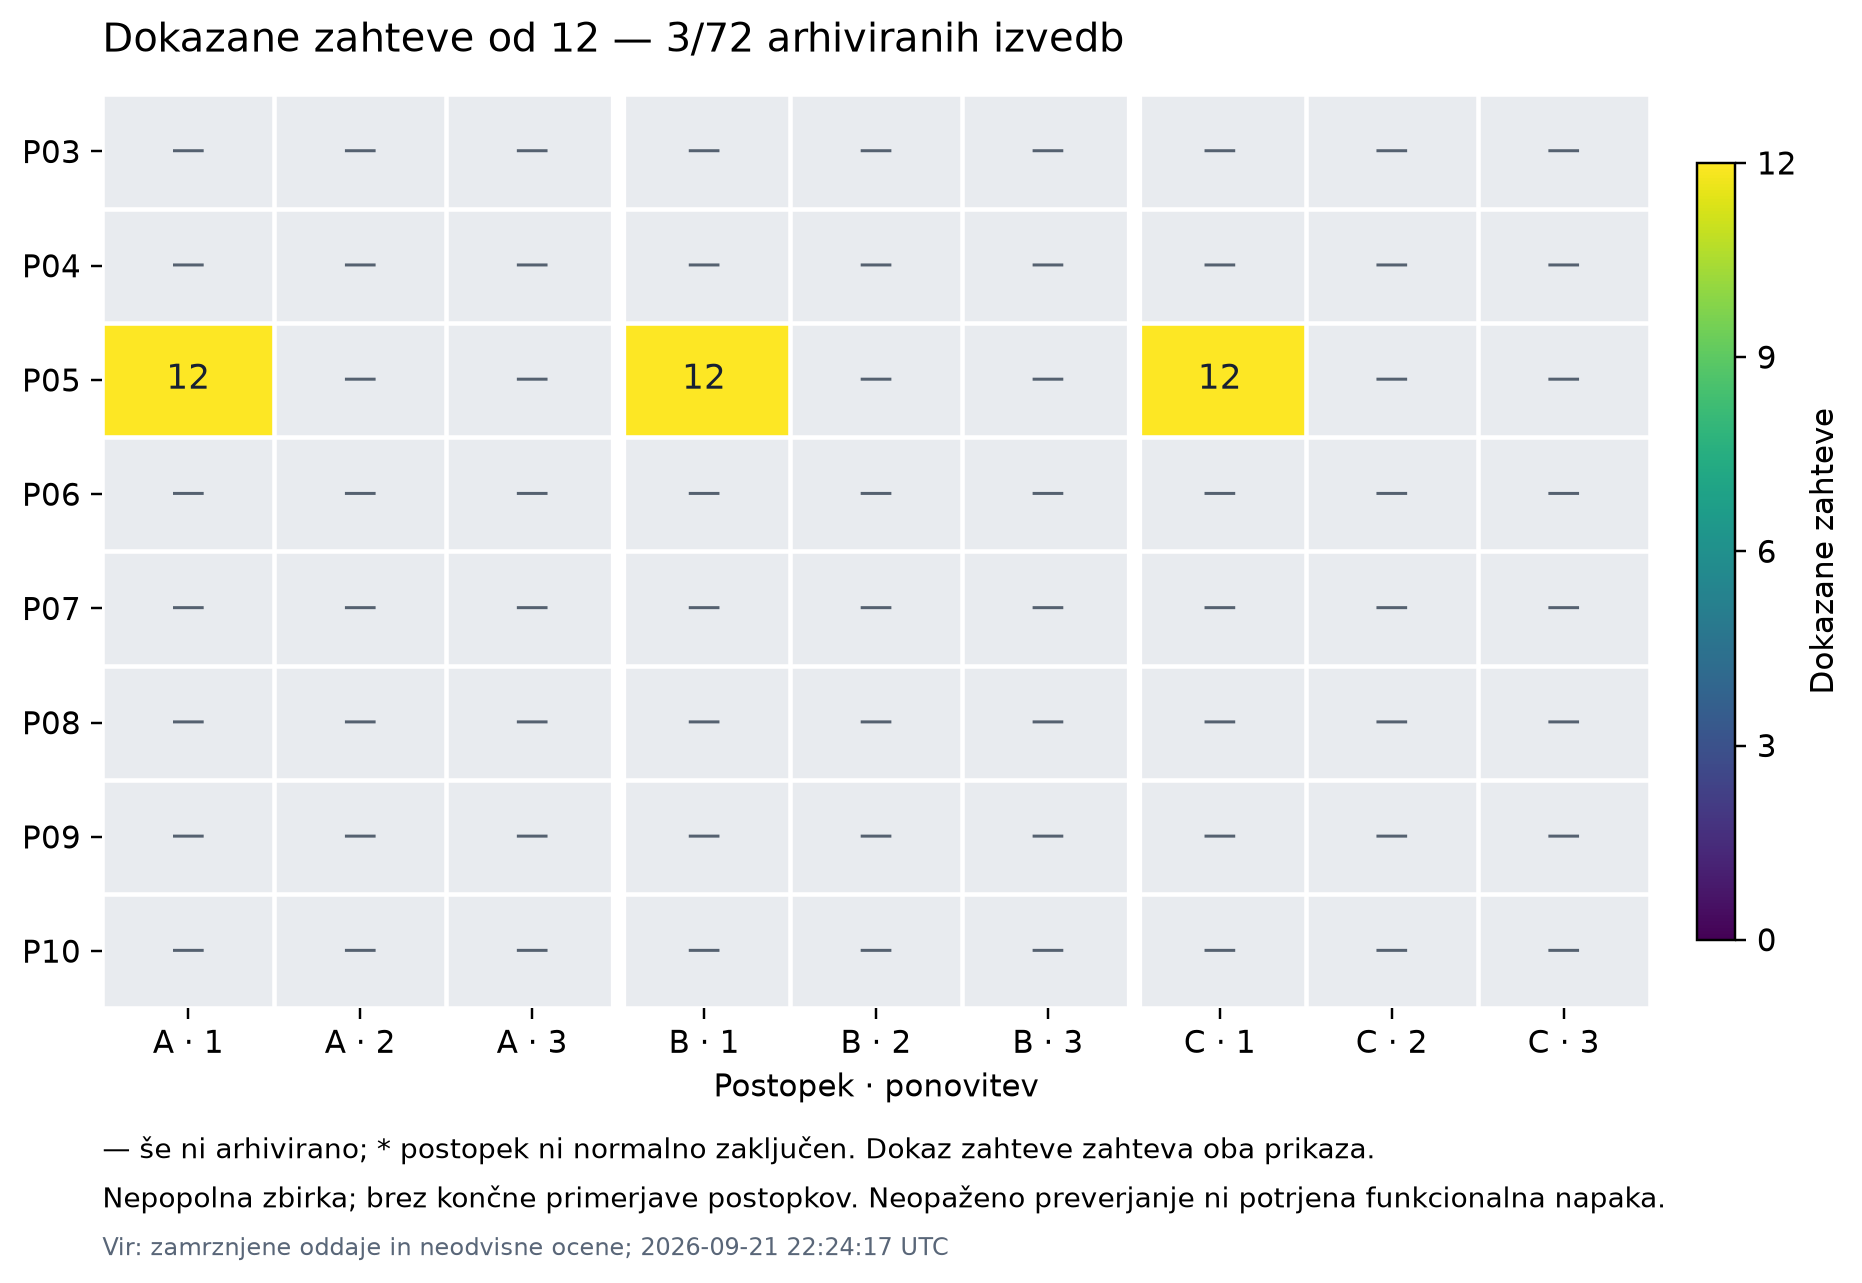 Dokazane zahteve od 12 — 3/72 arhiviranih izvedb
P03 — — — — — — — — —
P04 — — — — — — — — —
P05 12 — — 12 — — 12 — —
P06 — — — — — — — — —
P07 — — — — — — — — —
P08 — — — — — — — — —
P09 — — — — — — — — —
P10 — — — — — — — — —
A · 1 A · 2 A · 3 B · 1 B · 2 B · 3 C · 1 C · 2 C · 3
Postopek · ponovitev
12
9
6
3
0
Dokazane zahteve
— še ni arhivirano; * postopek ni normalno zaključen. Dokaz zahteve zahteva oba prikaza.
Nepopolna zbirka; brez končne primerjave postopkov. Neopaženo preverjanje ni potrjena funkcionalna napaka.
Vir: zamrznjene oddaje in neodvisne ocene; 2026-09-21 22:24:17 UTC